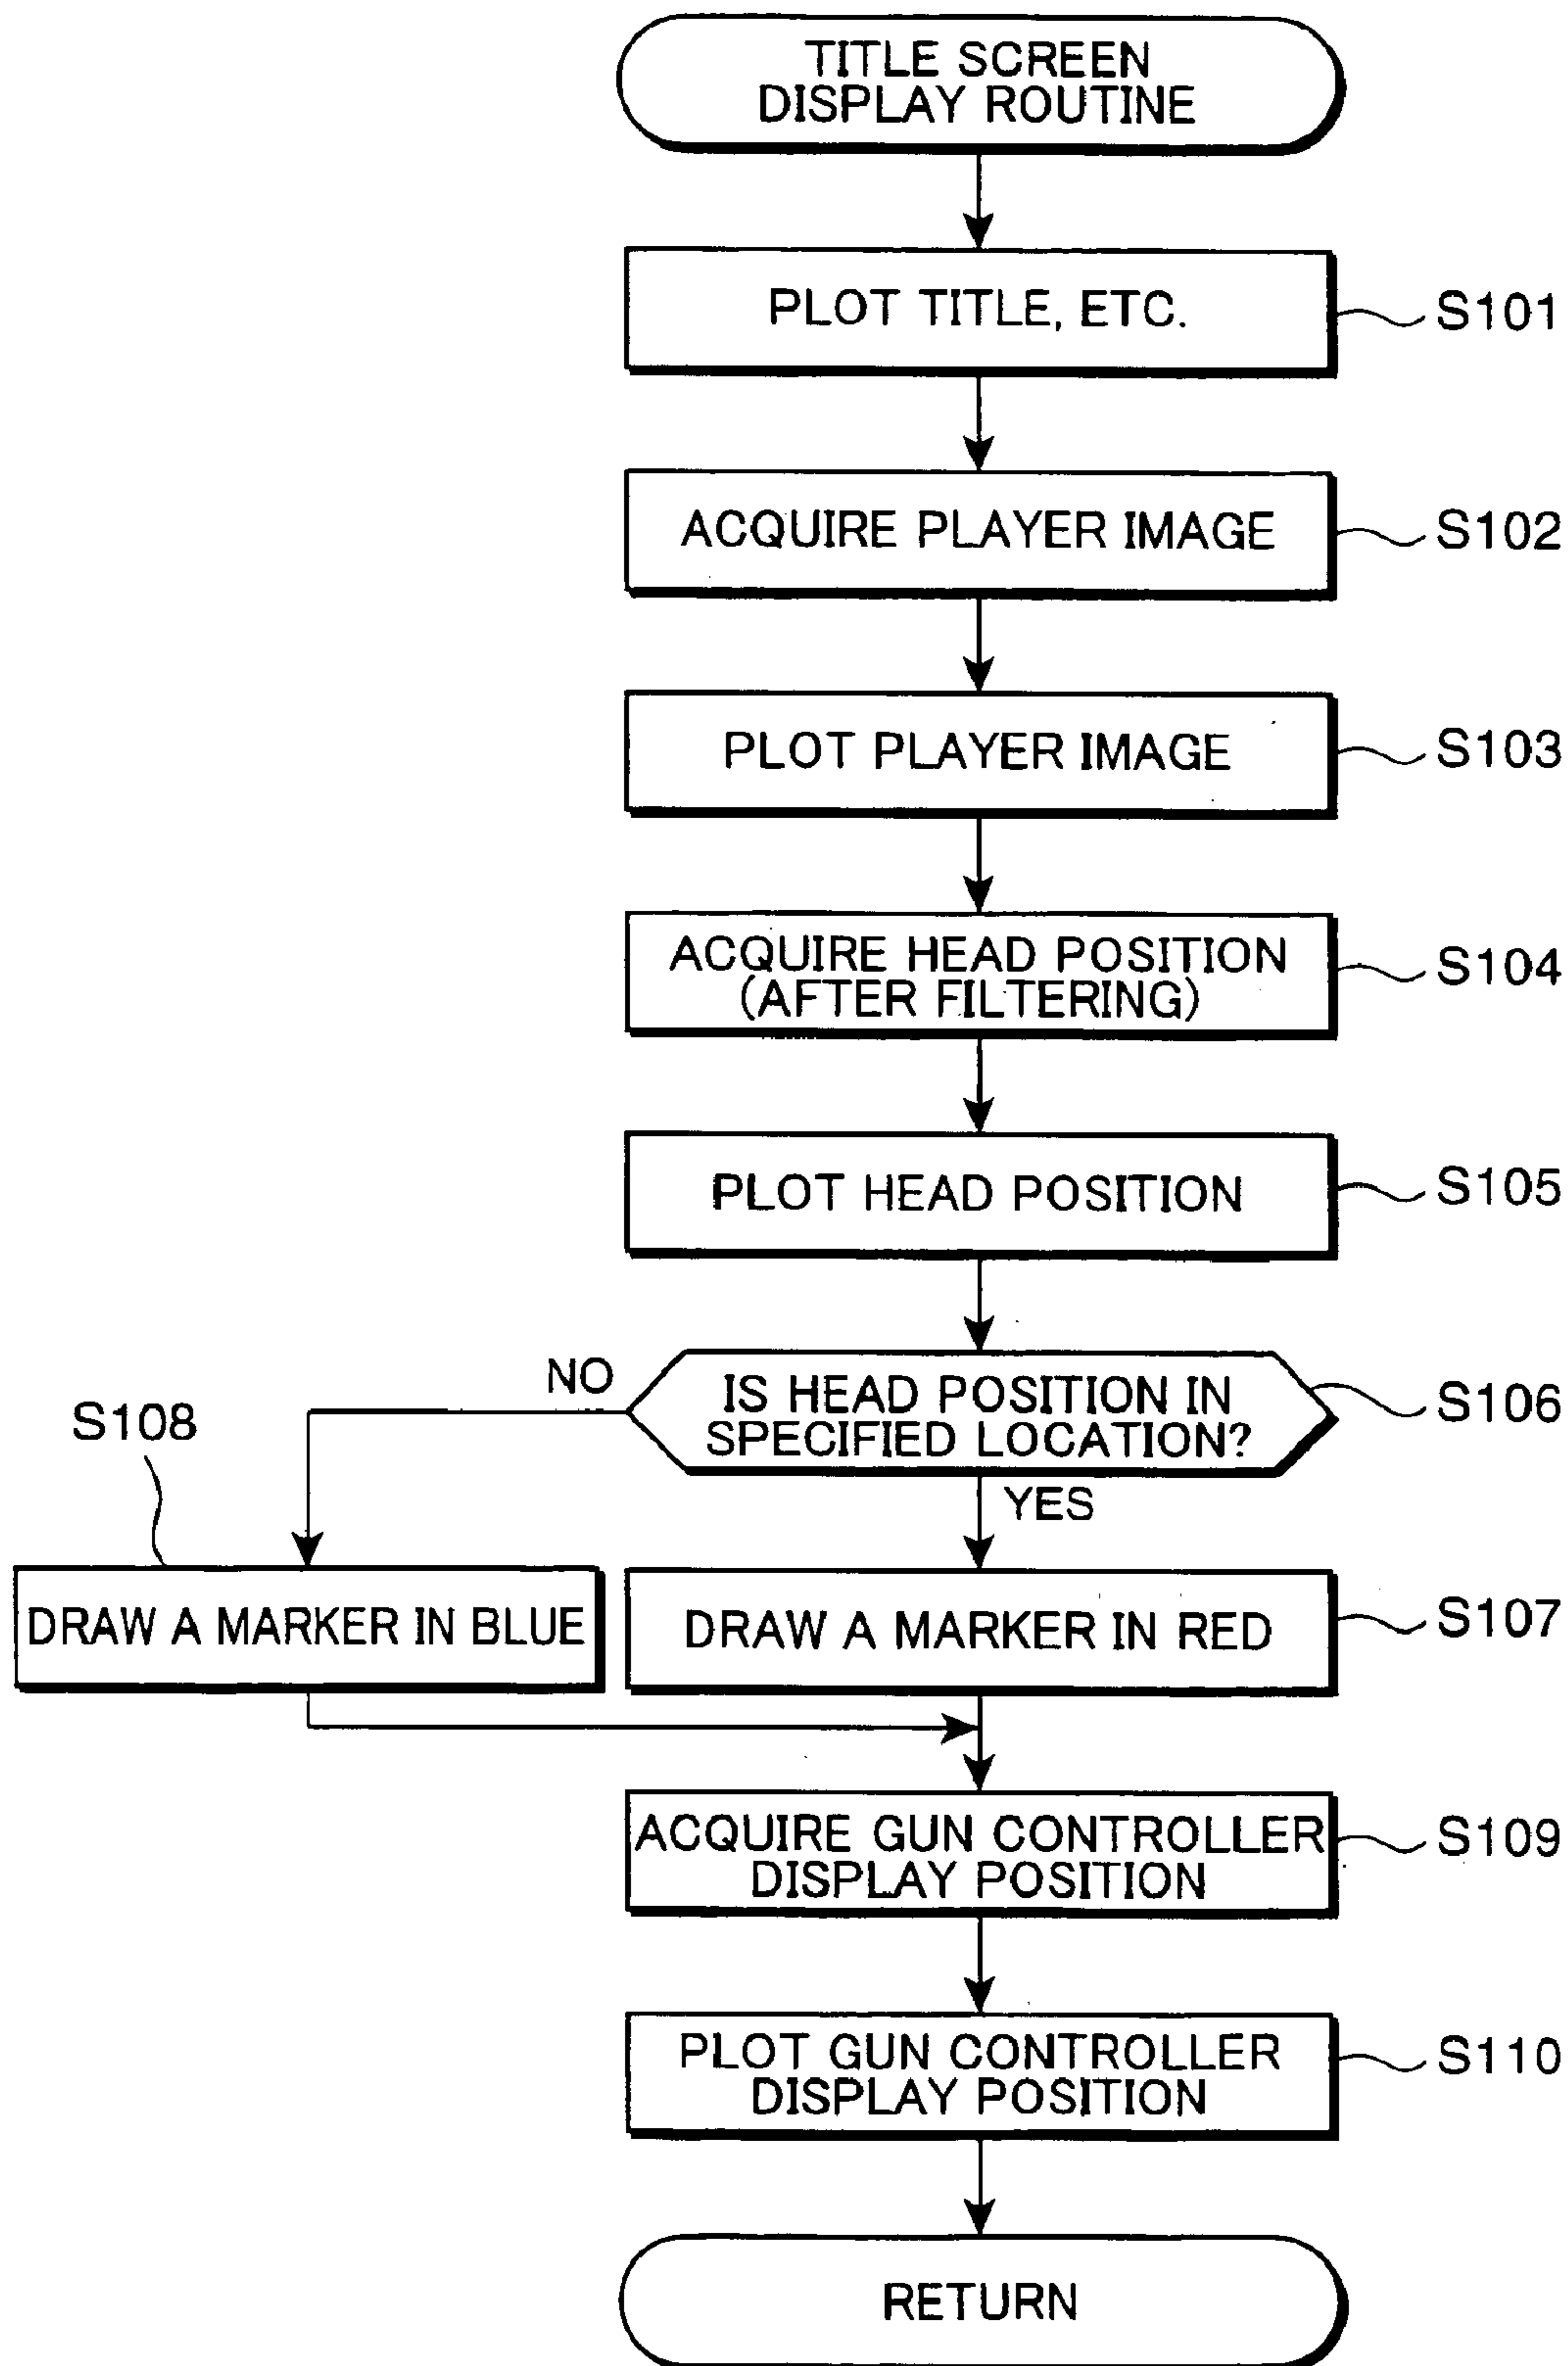 TITLE SCREEN
DISPLAY ROUTINE
PLOT TITLE, ETC.
S101
ACQUIRE PLAYER IMAGE
S102
PLOT PLAYER IMAGE
S103
ACQUIRE HEAD POSITION
(AFTER FILTERING)
S104
PLOT HEAD POSITION
S105
IS HEAD POSITION IN
SPECIFIED LOCATION?
S106
NO
YES
S108
DRAW A MARKER IN BLUE
DRAW A MARKER IN RED
S107
ACQUIRE GUN CONTROLLER
DISPLAY POSITION
S109
PLOT GUN CONTROLLER
DISPLAY POSITION
S110
RETURN